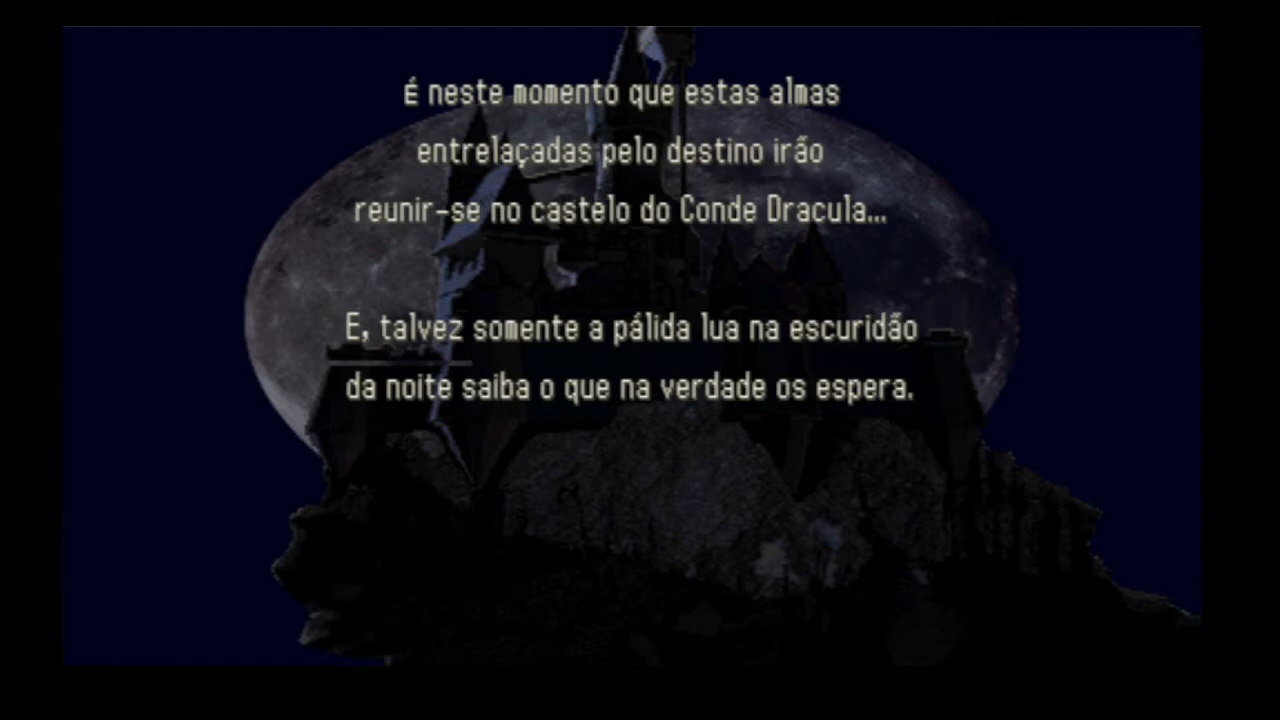 É neste momento que estas almas
entrelaçadas pelo destino irão
reunir-se no castelo do Conde Dracula...
E, talvez somente a pálida lua na escuridão
da noite saiba o que na verdade os espera.